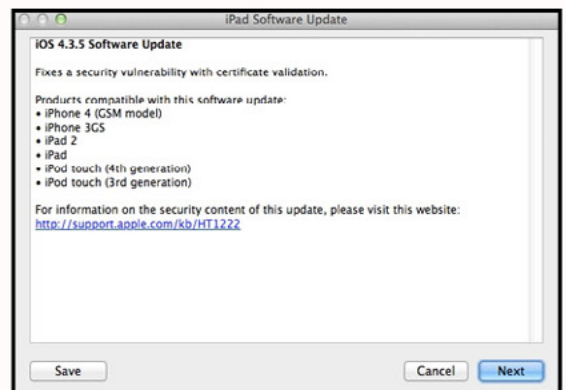 iPad Software Update
iOS 4.3.5 Software Update
Fixes a security vulnerability with certificate validation.
Products compatible with this software update:
• iPhone 4 (GSM model)
• iPhone 3GS
• iPad 2
• iPad
• iPod touch (4th generation)
• iPod touch (3rd generation)
For information on the security content of this update, please visit this website:
http://support.apple.com/kb/HT1222
Save Cancel Next